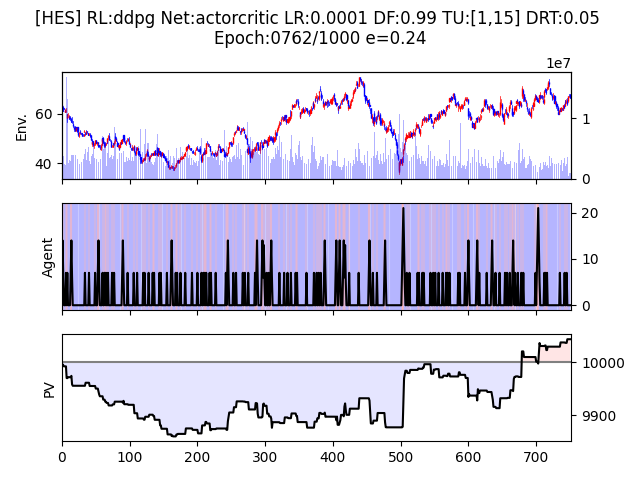 [HES] RL:ddpg Net:actorcritic LR:0.0001 DF:0.99 TU:[1,15] DRT:0.05
Epoch:0762/1000 e=0.24
1e7
Env.
60
40
1
0
Agent
20
10
0
PV
10000
9900
0 100 200 300 400 500 600 700